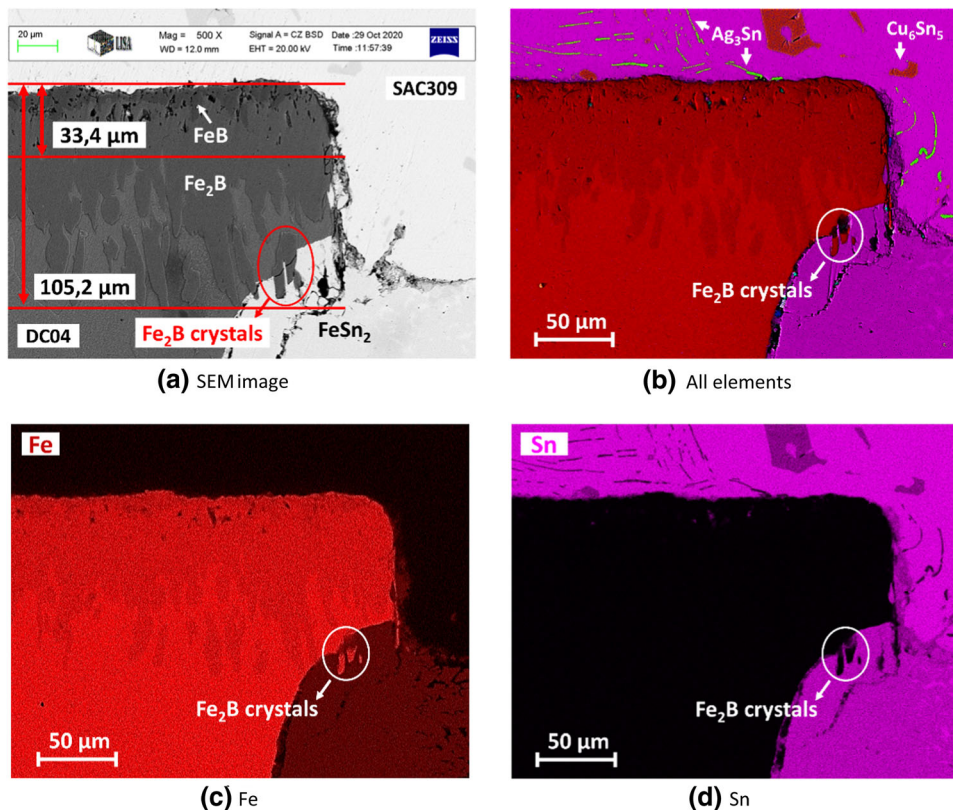 20 µm
LISA
Mag = 500 X
WD = 12.0 mm
Signal A = CZ BSD
EHT = 20.00 kV
Date :29 Oct 2020
Time :11:57:39
ZEISS
SAC309
33,4 µm
FeB
Fe₂B
105,2 µm
Fe₂B crystals
FeSn₂
DC04
(a) SEM image
Ag₃Sn
Cu₆Sn₅
Fe₂B crystals
50 µm
(b) All elements
Fe
Fe₂B crystals
50 µm
(c) Fe
Sn
Fe₂B crystals
50 µm
(d) Sn